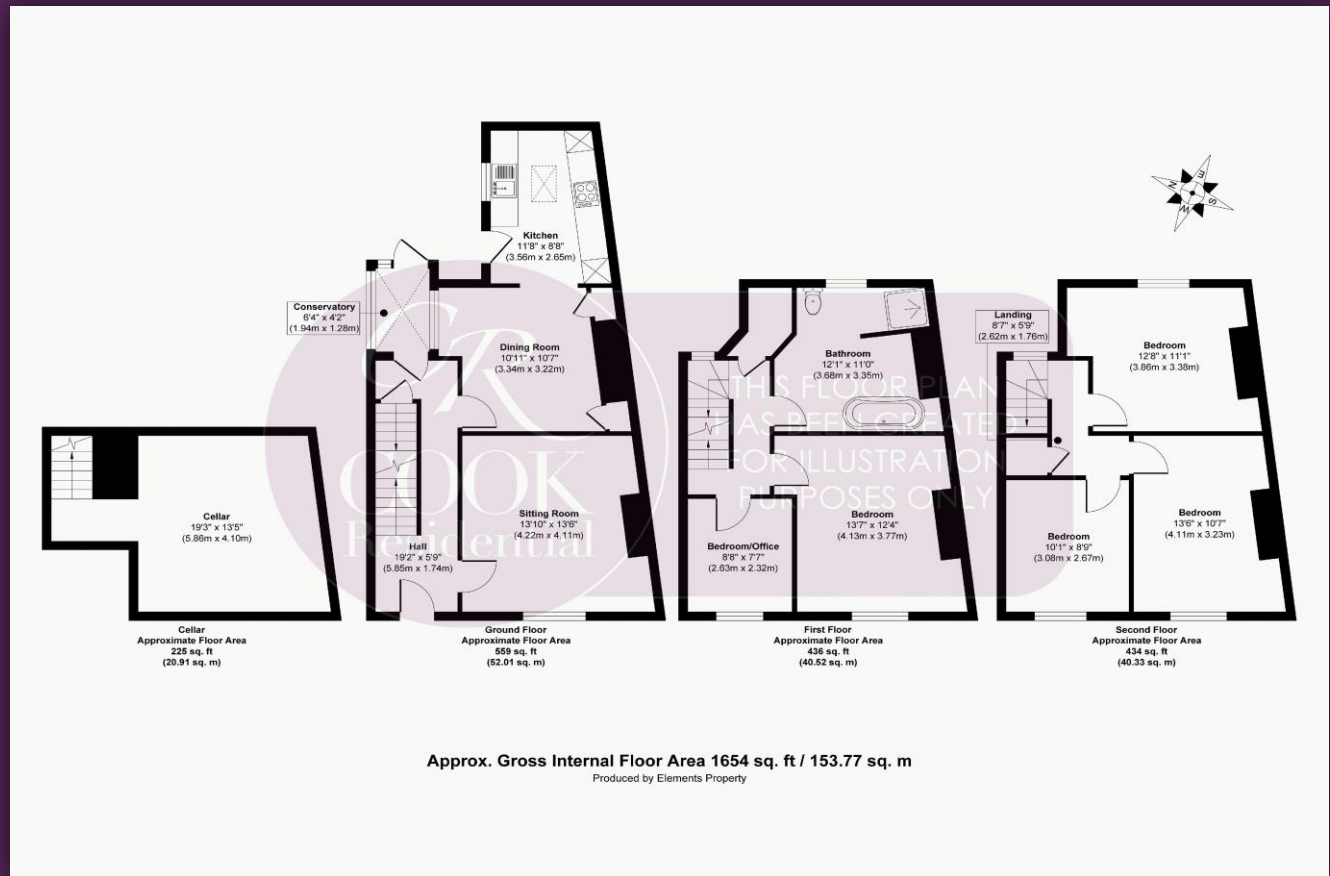 Kitchen
11'8" x 8'8"
(3.56m x 2.65m)
Conservatory
6'4" x 4'2"
(1.94m x 1.28m)
Dining Room
10'11" x 10'7"
(3.34m x 3.22m)
Sitting Room
13'10" x 13'6"
(4.22m x 4.11m)
Hall
19'2" x 5'9"
(5.85m x 1.74m)
Cellar
19'3" x 13'5"
(5.86m x 4.10m)
Bathroom
12'1" x 11'0"
(3.68m x 3.35m)
Bedroom
13'7" x 12'4"
(4.13m x 3.77m)
Bedroom/Office
8'8" x 7'7"
(2.63m x 2.32m)
Landing
8'7" x 5'9"
(2.62m x 1.76m)
Bedroom
12'8" x 11'1"
(3.86m x 3.38m)
Bedroom
13'6" x 10'7"
(4.11m x 3.23m)
Bedroom
10'1" x 8'9"
(3.08m x 2.67m)
N
E
S
W
CR
COOK
Residential
THIS FLOOR PLAN
HAS BEEN CREATED
FOR ILLUSTRATION
PURPOSES ONLY
Cellar
Approximate Floor Area
225 sq. ft
(20.91 sq. m)
Ground Floor
Approximate Floor Area
559 sq. ft
(52.01 sq. m)
First Floor
Approximate Floor Area
436 sq. ft
(40.52 sq. m)
Second Floor
Approximate Floor Area
434 sq. ft
(40.33 sq. m)
Approx. Gross Internal Floor Area 1654 sq. ft / 153.77 sq. m
Produced by Elements Property